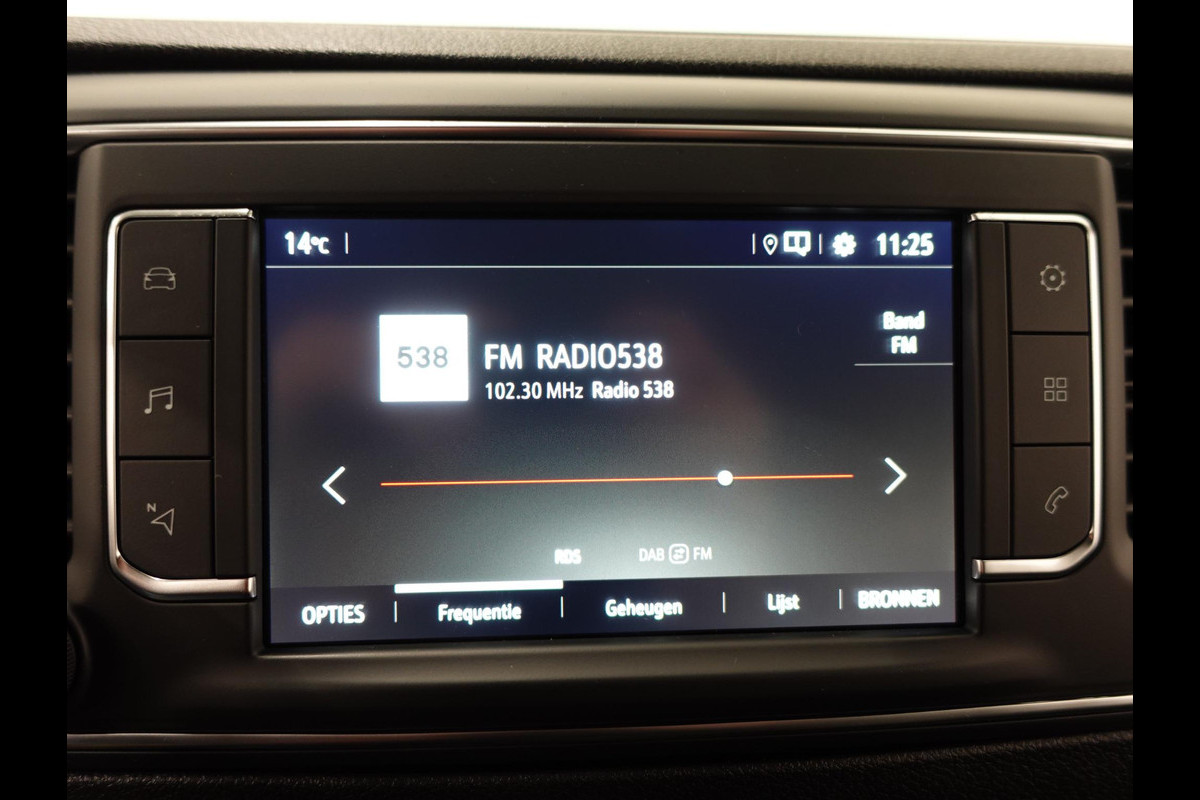 14°C
11:25
Band
FM
538
FM RADIO538
102.30 MHz Radio 538
RDS
DAB FM
OPTIES
Frequentie
Geheugen
Lijst
BRONNEN
N